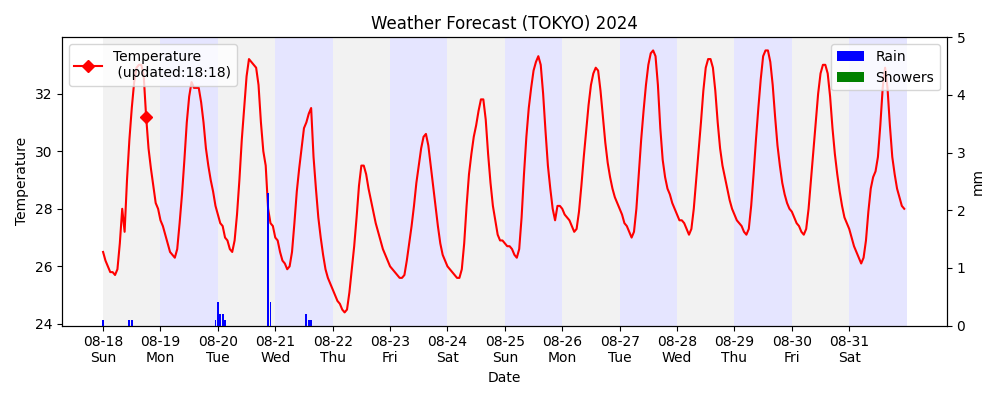 Weather Forecast (TOKYO) 2024
Temperature
(updated:18:18)
Rain
Showers
Temperature
32
30
28
26
24
5
4
3
2
1
0
mm
08-18 08-19 08-20 08-21 08-22 08-23 08-24 08-25 08-26 08-27 08-28 08-29 08-30 08-31
Sun Mon Tue Wed Thu Fri Sat Sun Mon Tue Wed Thu Fri Sat
Date